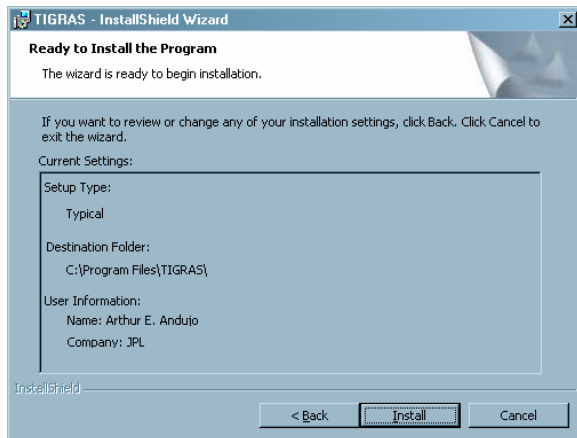 TIGRAS - InstallShield Wizard
Ready to Install the Program
The wizard is ready to begin installation.
If you want to review or change any of your installation settings, click Back. Click Cancel to
exit the wizard.
Current Settings:
Setup Type:
Typical
Destination Folder:
C:\Program Files\TIGRAS\
User Information:
Name: Arthur E. Andujo
Company: JPL
InstallShield
< Back
Install
Cancel